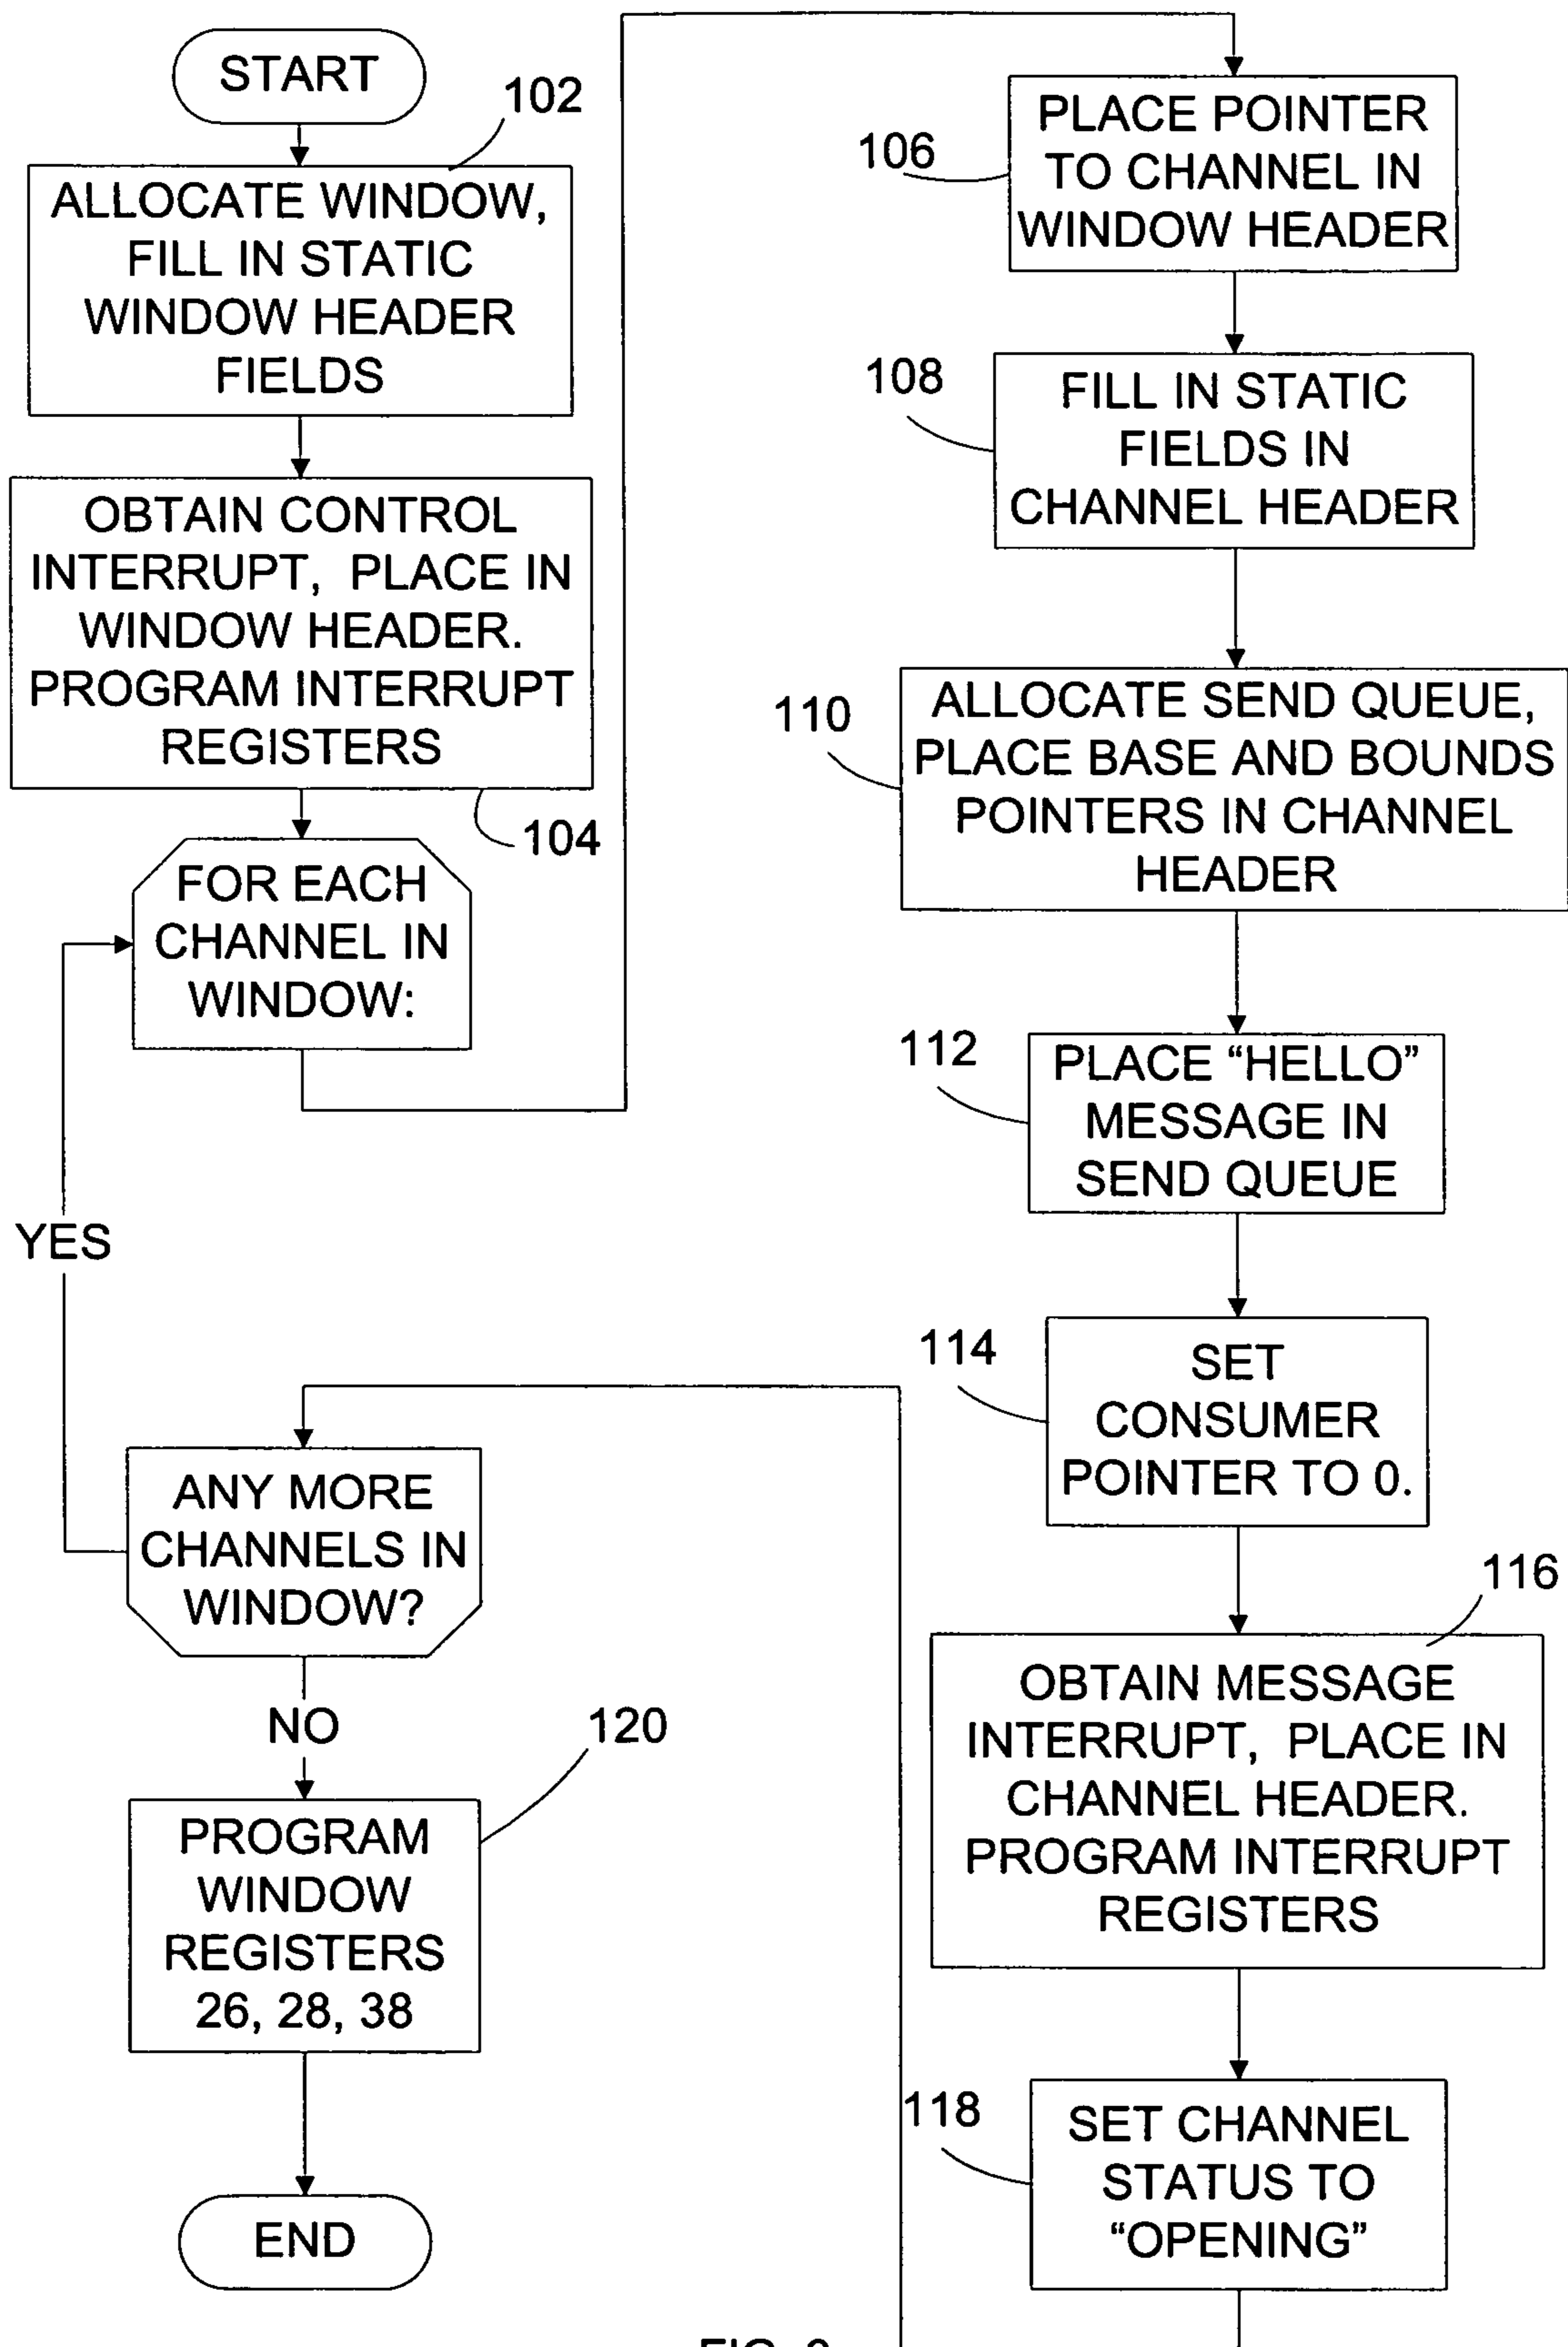 START
102
ALLOCATE WINDOW,
FILL IN STATIC
WINDOW HEADER
FIELDS
OBTAIN CONTROL
INTERRUPT, PLACE IN
WINDOW HEADER.
PROGRAM INTERRUPT
REGISTERS
104
FOR EACH
CHANNEL IN
WINDOW:
106
PLACE POINTER
TO CHANNEL IN
WINDOW HEADER
108
FILL IN STATIC
FIELDS IN
CHANNEL HEADER
110
ALLOCATE SEND QUEUE,
PLACE BASE AND BOUNDS
POINTERS IN CHANNEL
HEADER
112
PLACE “HELLO”
MESSAGE IN
SEND QUEUE
114
SET
CONSUMER
POINTER TO 0.
116
OBTAIN MESSAGE
INTERRUPT, PLACE IN
CHANNEL HEADER.
PROGRAM INTERRUPT
REGISTERS
118
SET CHANNEL
STATUS TO
“OPENING”
YES
ANY MORE
CHANNELS IN
WINDOW?
NO
120
PROGRAM
WINDOW
REGISTERS
26, 28, 38
END
FIG.